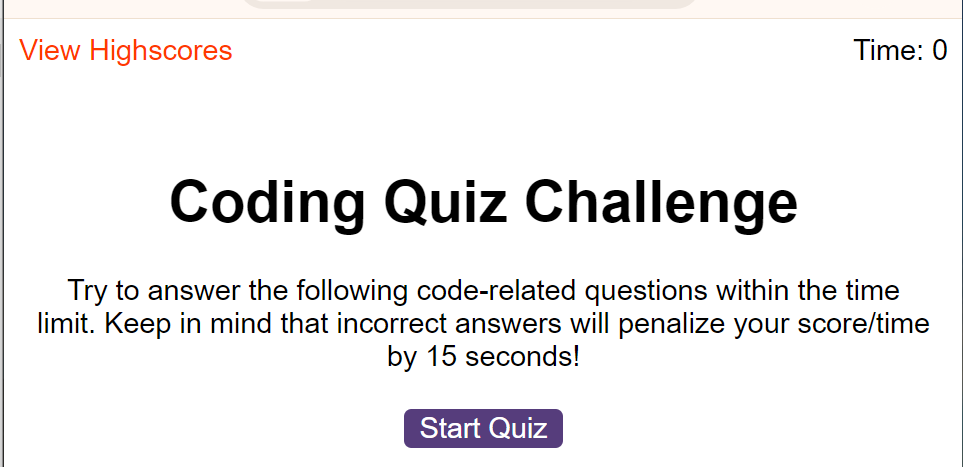 View Highscores
Time: 0
Coding Quiz Challenge
Try to answer the following code-related questions within the time
limit. Keep in mind that incorrect answers will penalize your score/time
by 15 seconds!
Start Quiz